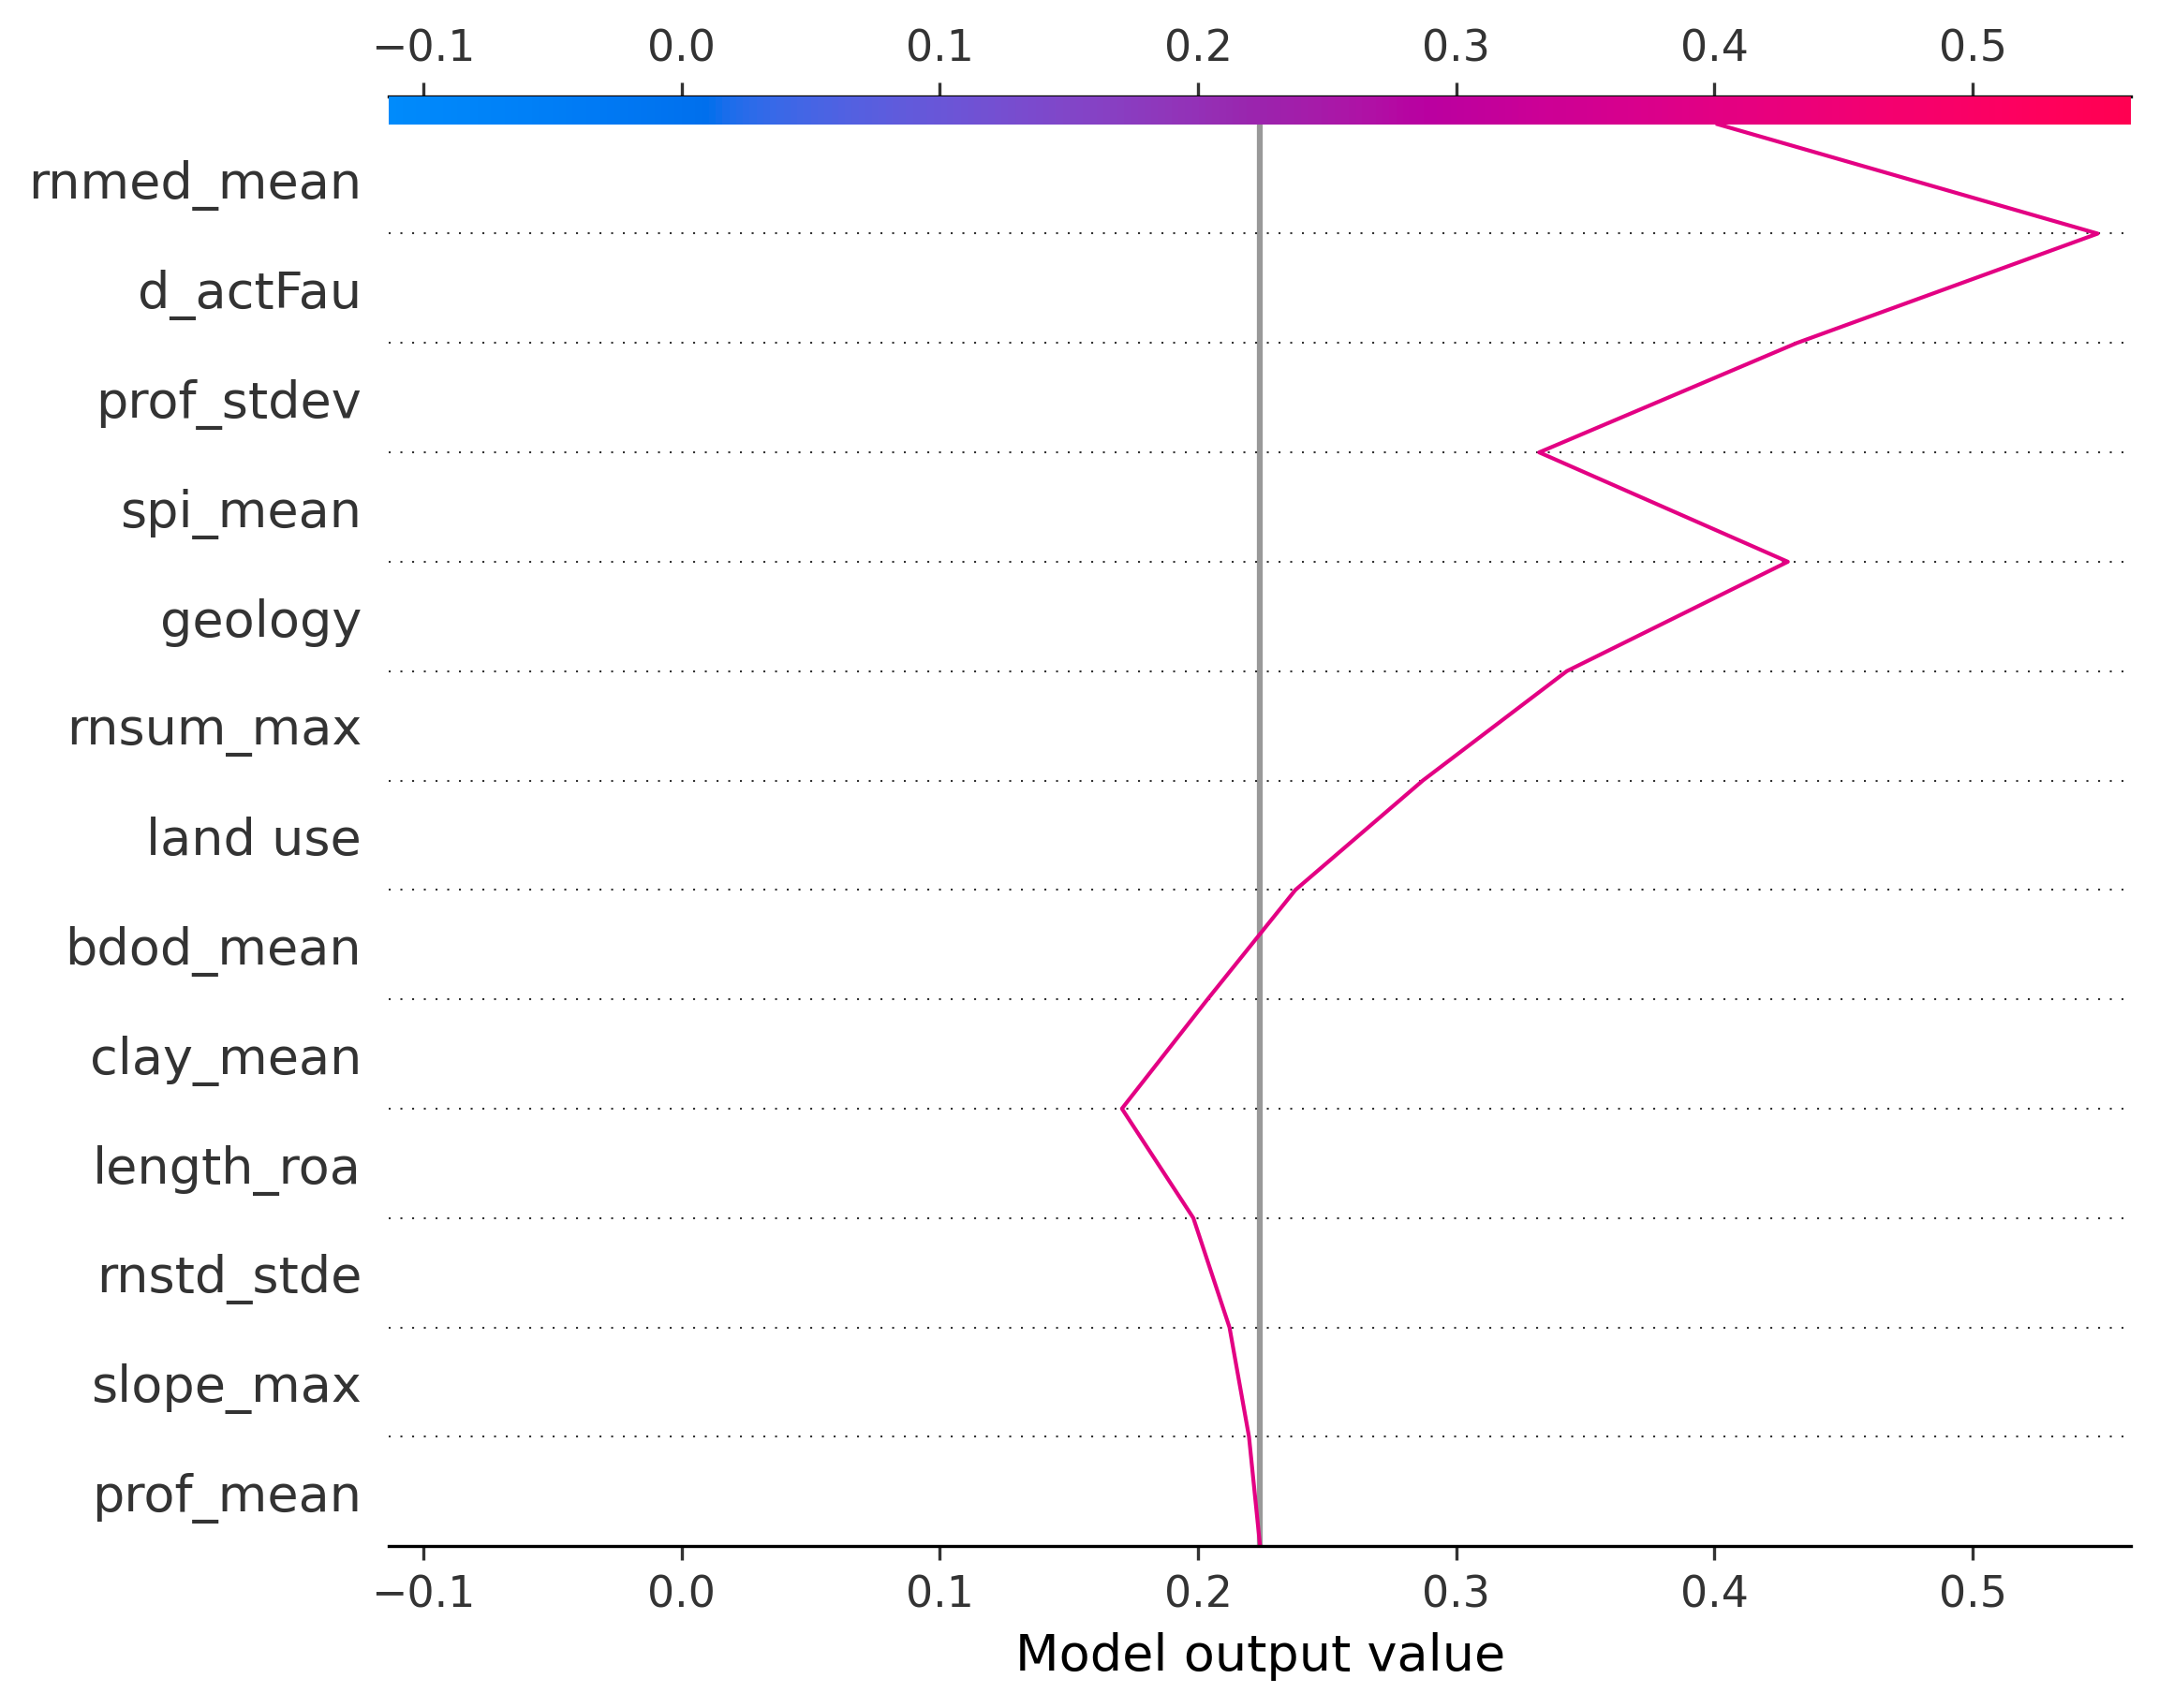 −0.1 0.0 0.1 0.2 0.3 0.4 0.5
rnmed_mean
d_actFau
prof_stdev
spi_mean
geology
rnsum_max
land use
bdod_mean
clay_mean
length_roa
rnstd_stde
slope_max
prof_mean
−0.1 0.0 0.1 0.2 0.3 0.4 0.5
Model output value